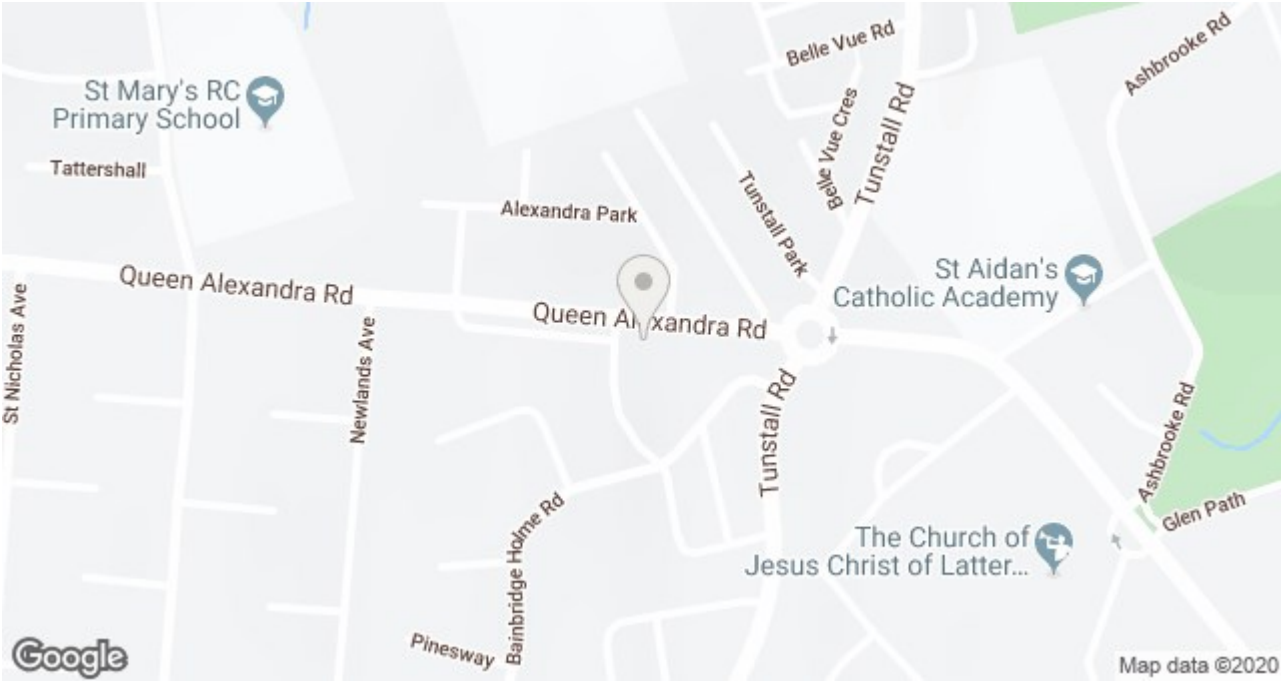 Belle Vue Rd
Ashbrooke Rd
St Mary's RC
Primary School
Belle Vue Cres
Tunstall Rd
Tattershall
Tunstall Park
Alexandra Park
St Aidan's
Catholic Academy
Queen Alexandra Rd
Queen Alexandra Rd
St Nicholas Ave
Newlands Ave
Tunstall Rd
Ashbrooke Rd
Glen Path
Bainbridge Holme Rd
The Church of
Jesus Christ of Latter...
Pinesway
Google
Map data ©2020